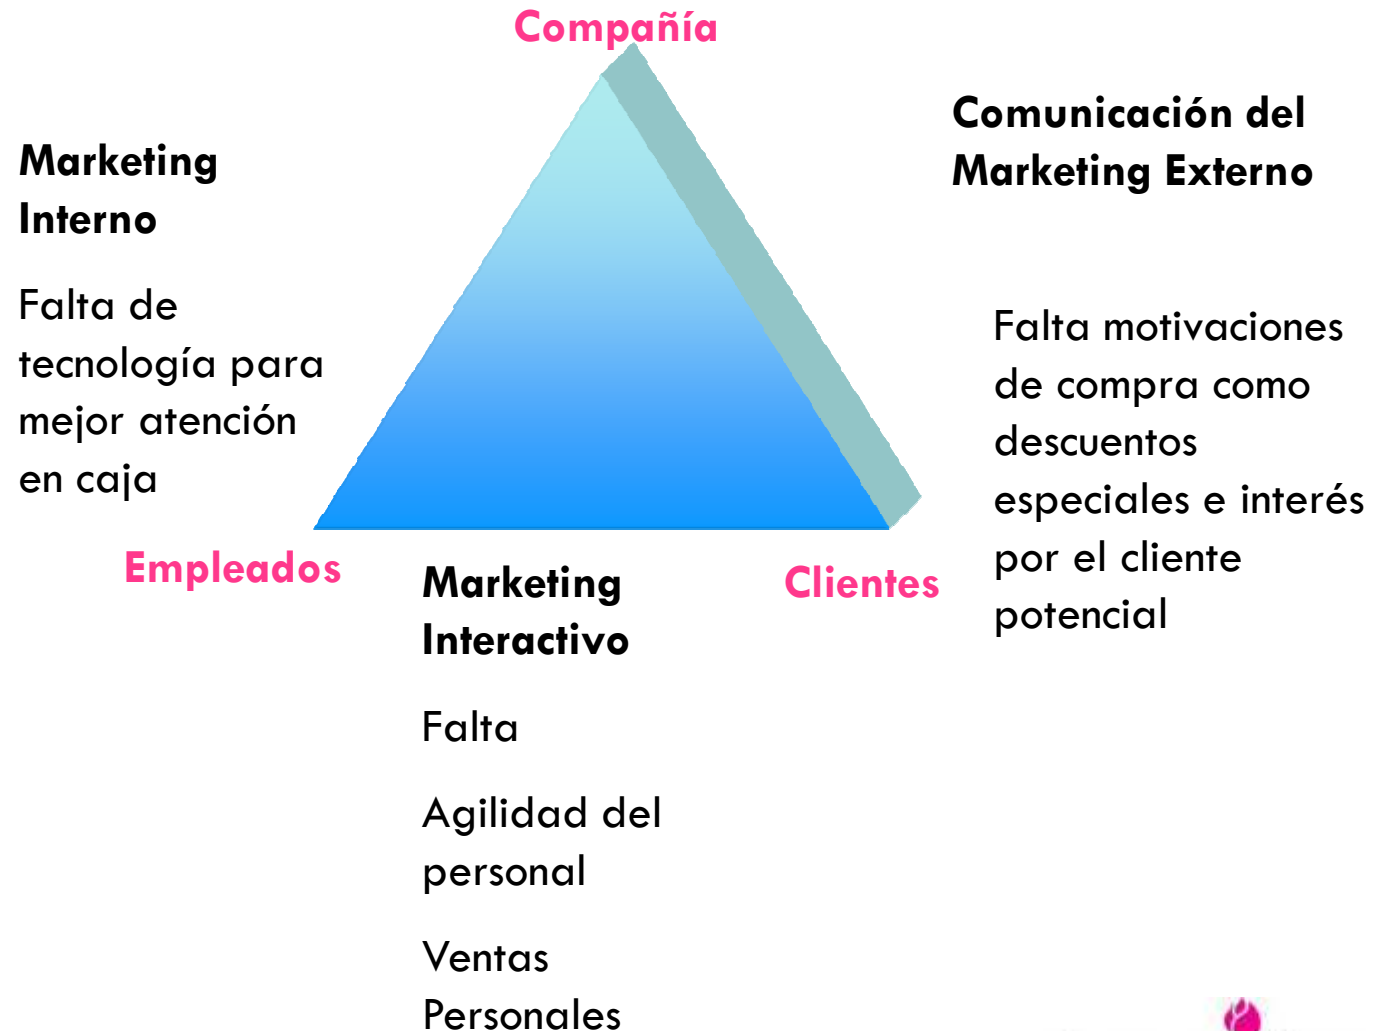 Compañía
Marketing
Interno
Falta de
tecnología para
mejor atención
en caja
Comunicación del
Marketing Externo
Falta motivaciones
de compra como
descuentos
especiales e interés
por el cliente
potencial
Empleados
Marketing
Interactivo
Falta
Agilidad del
personal
Ventas
Personales
Clientes